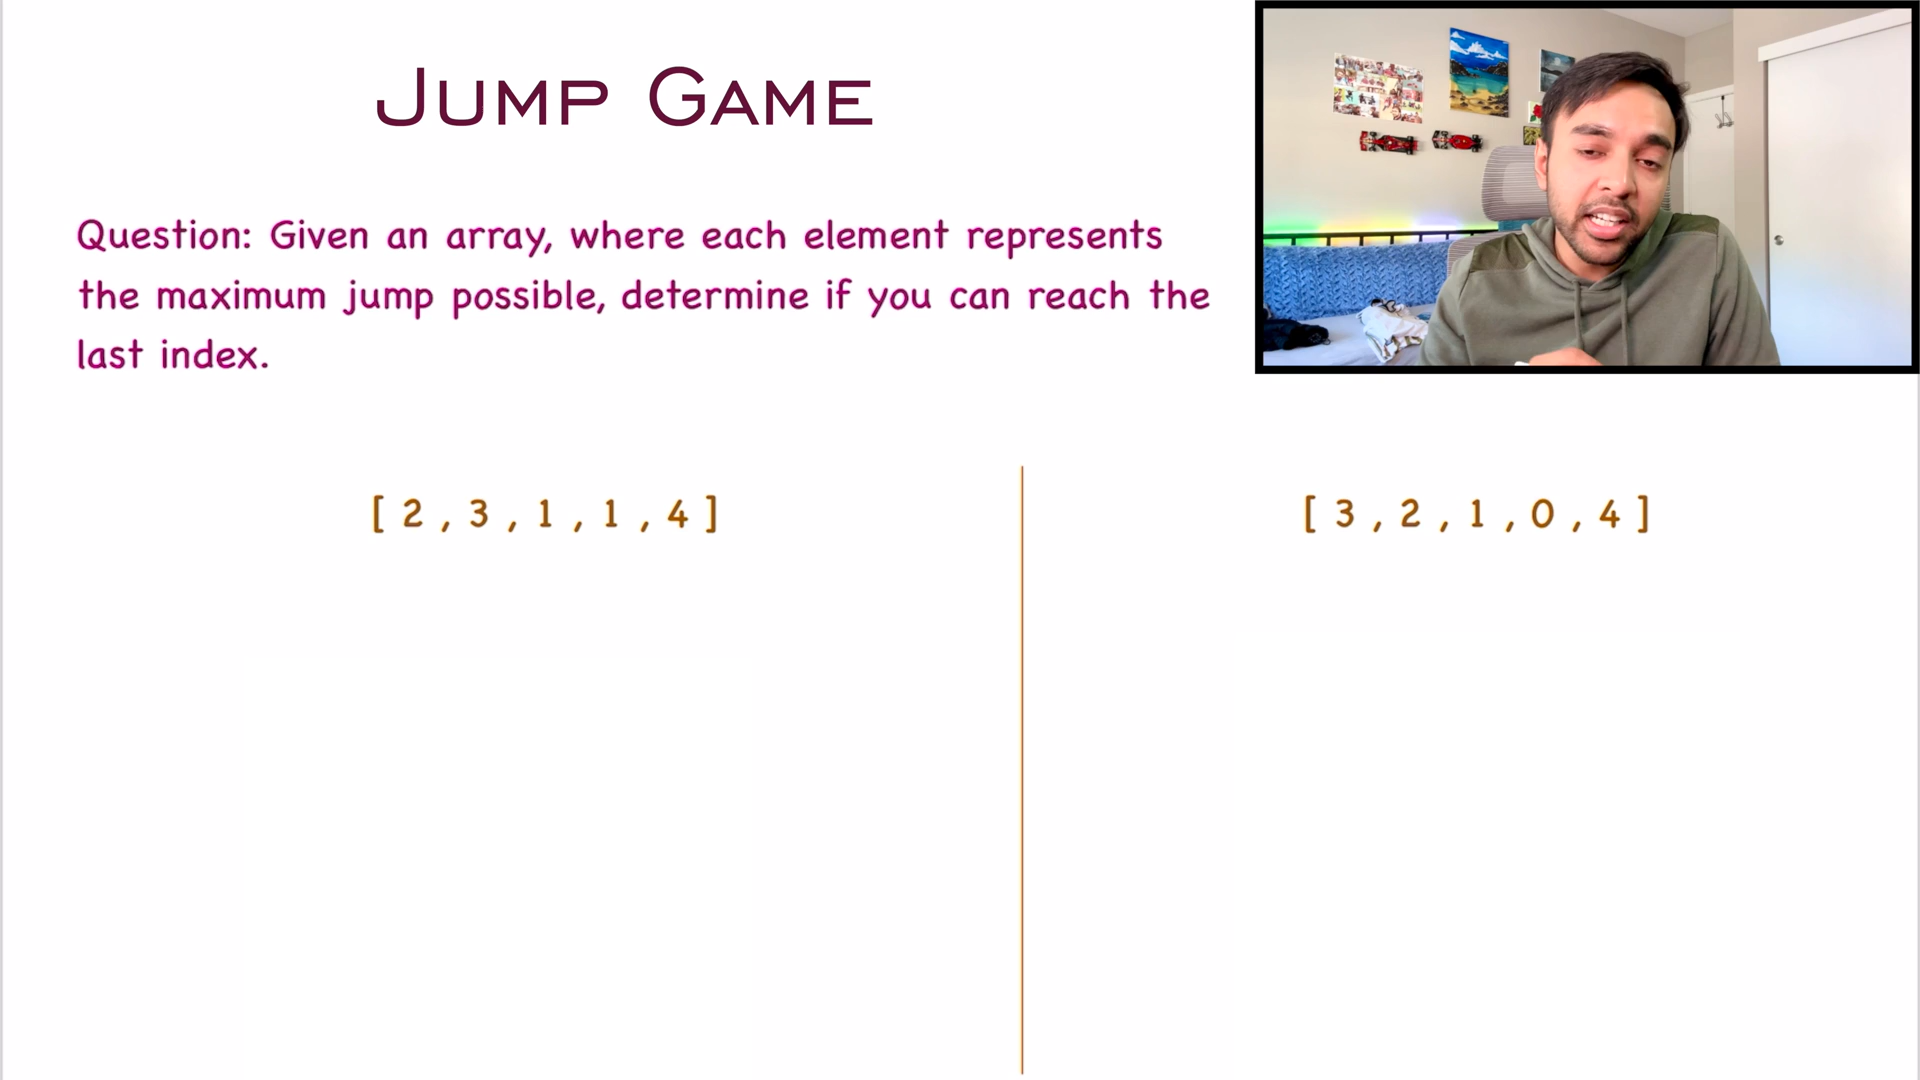 JUMP GAME
Question: Given an array, where each element represents
the maximum jump possible, determine if you can reach the
last index.
[ 2 , 3 , 1 , 1 , 4 ]
[ 3 , 2 , 1 , 0 , 4 ]